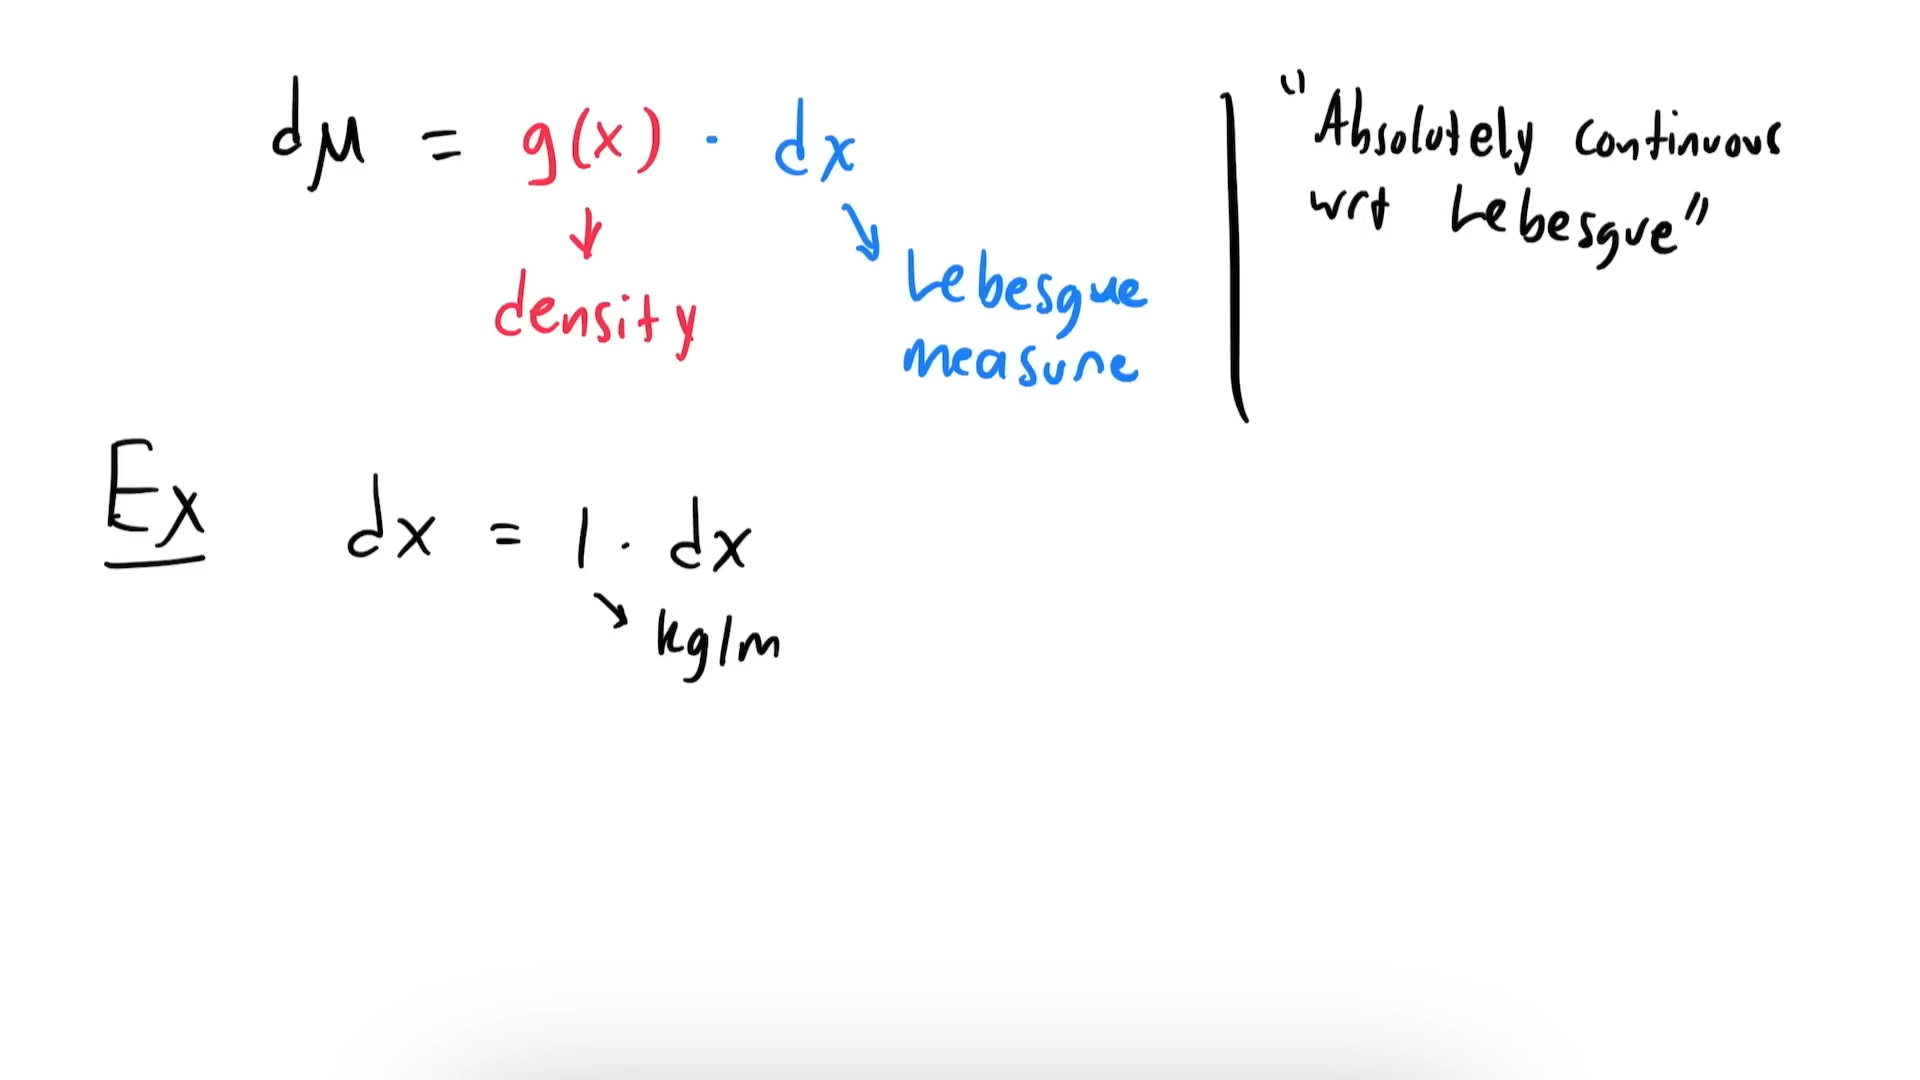 dμ = g(x) · dx
density
Lebesgue
measure
"Absolutely continuous
wrt Lebesgue"
Ex dx = 1 · dx
kg/m